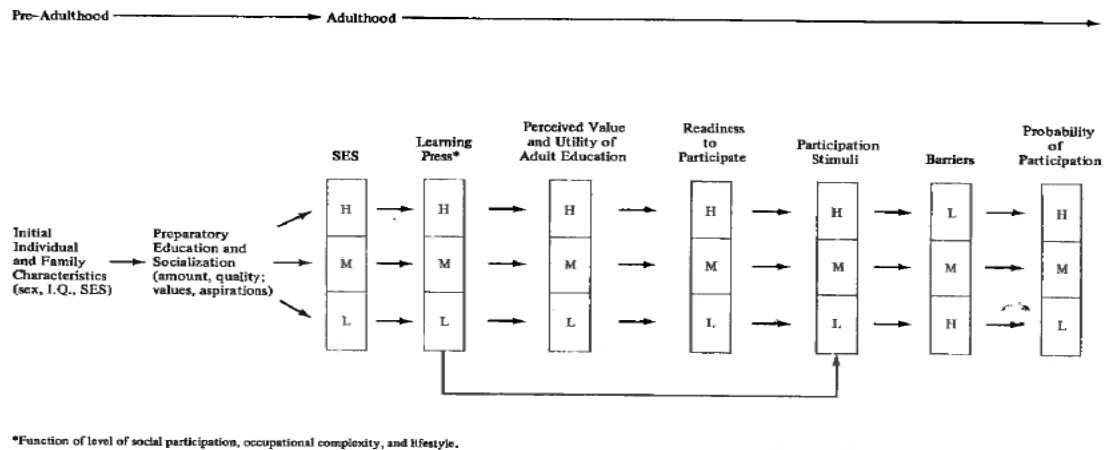 Pre-Adulthood
Adulthood
SES
Learning
Press*
Perceived Value
and Utility of
Adult Education
Readiness
to
Participate
Participation
Stimuli
Barriers
Probability
of
Participation
Initial
Individual
and Family
Characteristics
(sex, I.Q., SES)
Preparatory
Education and
Socialization
(amount, quality;
values, aspirations)
H H H H H L H
M M M M M M M
L L L L L H L
*Function of level of social participation, occupational complexity, and lifestyle.